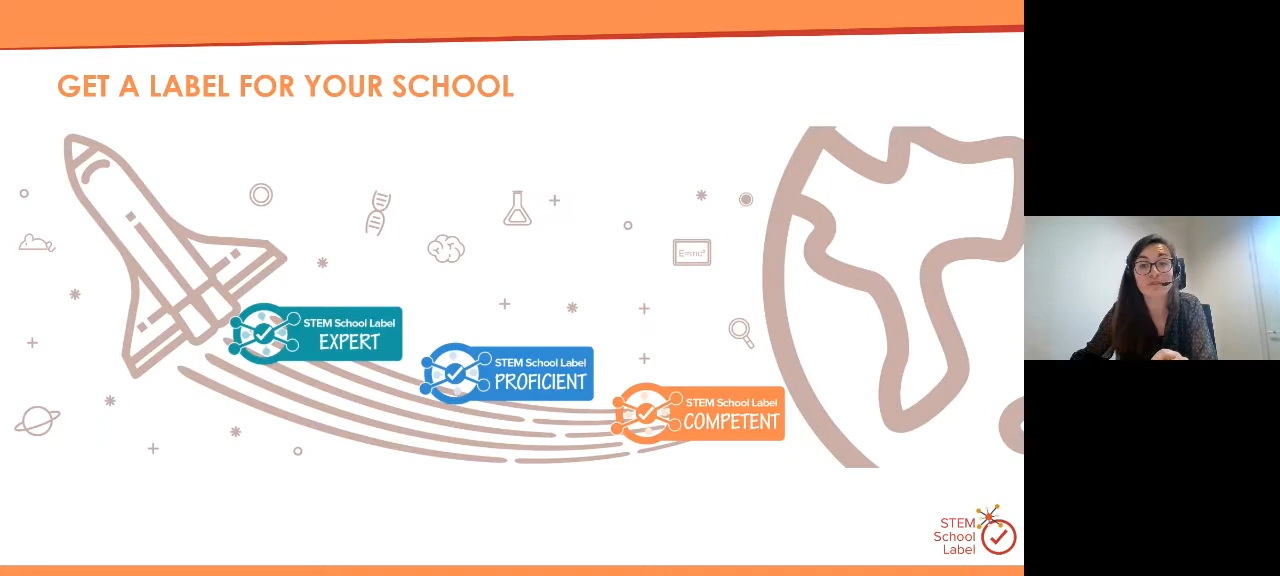 GET A LABEL FOR YOUR SCHOOL
E=mc²
STEM School Label
EXPERT
STEM School Label
PROFICIENT
STEM School Label
COMPETENT
STEM
School
Label